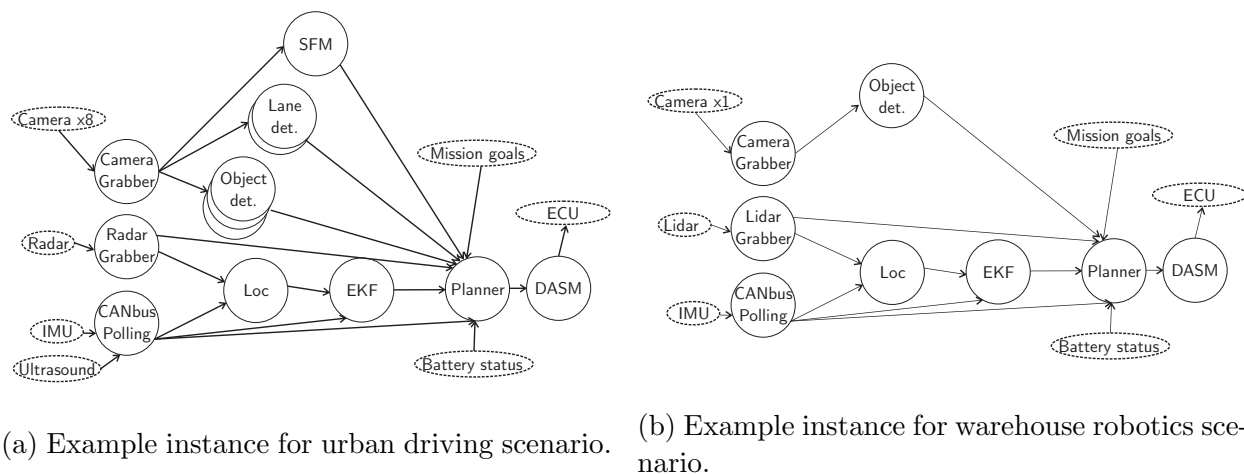 SFM
Lane
det.
Camera x8
Camera
Grabber
Object
det.
Mission goals
ECU
Radar
Radar
Grabber
Loc
EKF
Planner
DASM
CANbus
Polling
IMU
Ultrasound
Battery status
(a) Example instance for urban driving scenario.
Object
det.
Camera x1
Camera
Grabber
Mission goals
ECU
Lidar
Lidar
Grabber
Loc
EKF
Planner
DASM
CANbus
Polling
IMU
Battery status
(b) Example instance for warehouse robotics sce-
nario.